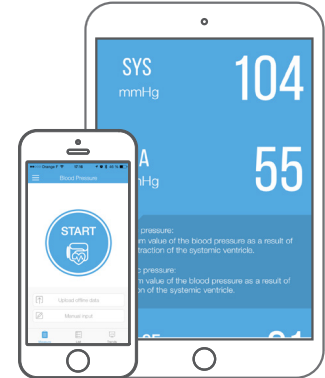 SYS
mmHg
104
A
Hg
55
pressure:
m value of the blood pressure as a result of
traction of the systemic ventricle.
c pressure:
m value of the blood pressure as a result of
n of the systemic ventricle.
Blood Pressure
START
Upload offline data
Manual input